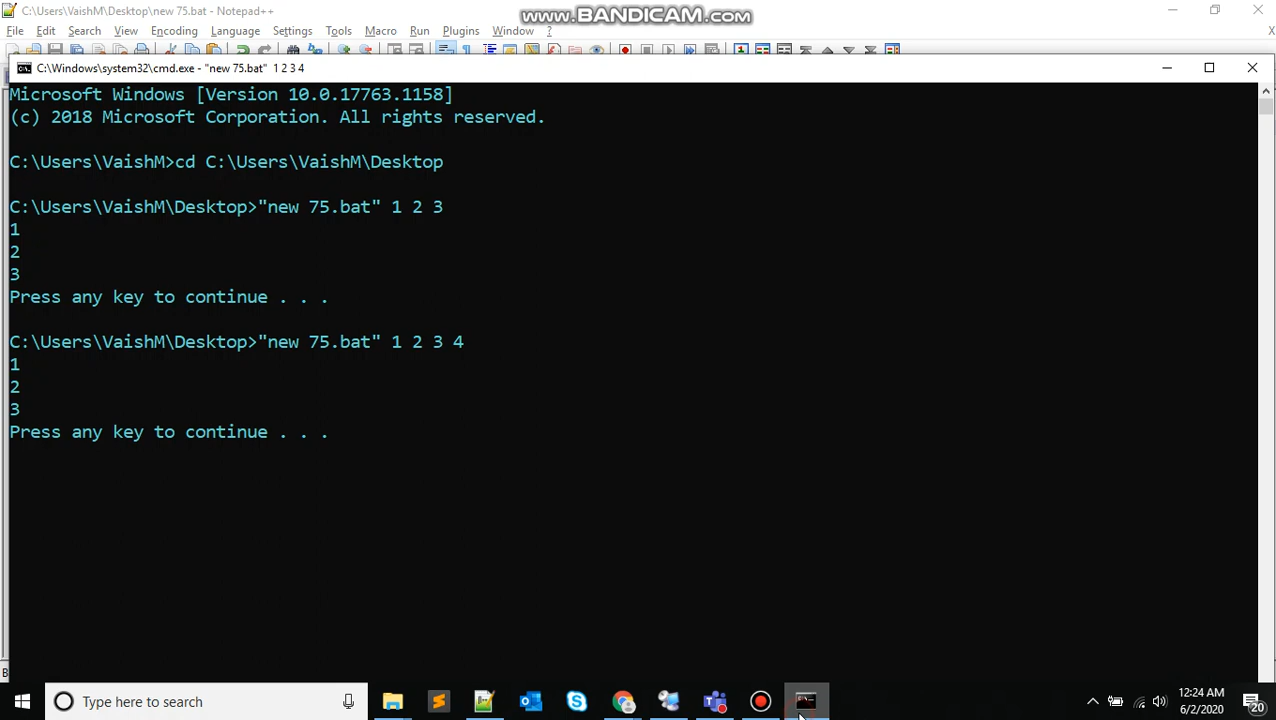 C:\Users\VaishM\Desktop\new 75.bat - Notepad++
www.BANDICAM.com
File Edit Search View Encoding Language Settings Tools Macro Run Plugins Window ?
C:\Windows\system32\cmd.exe - "new 75.bat" 1 2 3 4
Microsoft Windows [Version 10.0.17763.1158]
(c) 2018 Microsoft Corporation. All rights reserved.
C:\Users\VaishM>cd C:\Users\VaishM\Desktop
C:\Users\VaishM\Desktop>"new 75.bat" 1 2 3
1
2
3
Press any key to continue . . .
C:\Users\VaishM\Desktop>"new 75.bat" 1 2 3 4
1
2
3
Press any key to continue . . .
Type here to search
12:24 AM
6/2/2020
20